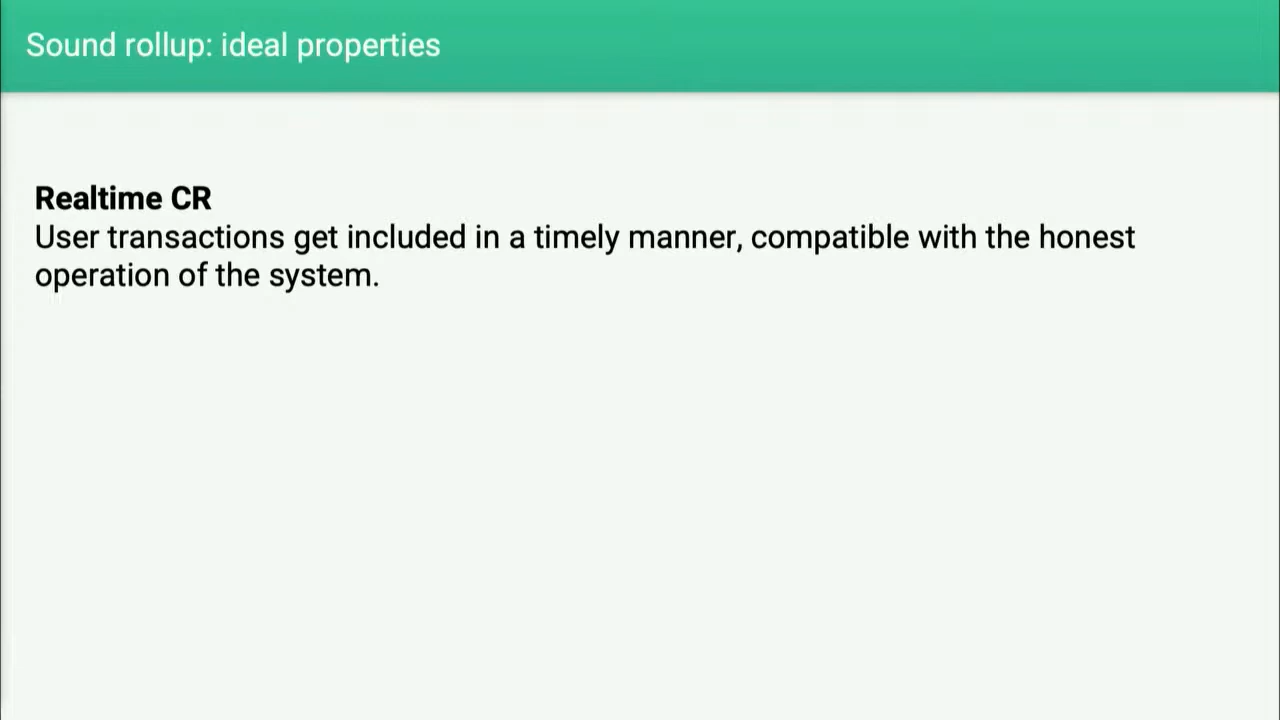 Sound rollup: ideal properties
Realtime CR
User transactions get included in a timely manner, compatible with the honest
operation of the system.